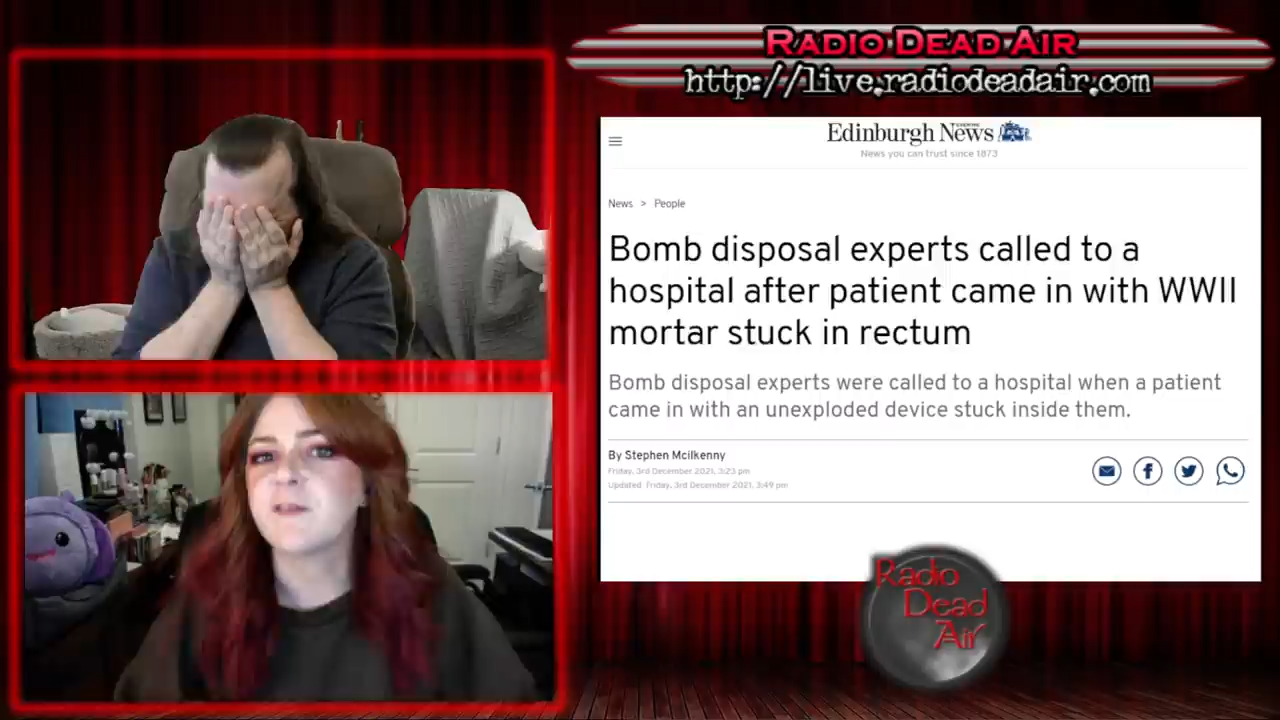 Radio Dead Air
http://live.radiodeadair.com
Edinburgh News
News you can trust since 1873
News > People
Bomb disposal experts called to a
hospital after patient came in with WWII
mortar stuck in rectum
Bomb disposal experts were called to a hospital when a patient
came in with an unexploded device stuck inside them.
By Stephen Mcilkenny
Friday, 3rd December 2021, 3:23 pm
Updated Friday, 3rd December 2021, 3:49 pm
Radio
Dead
Air